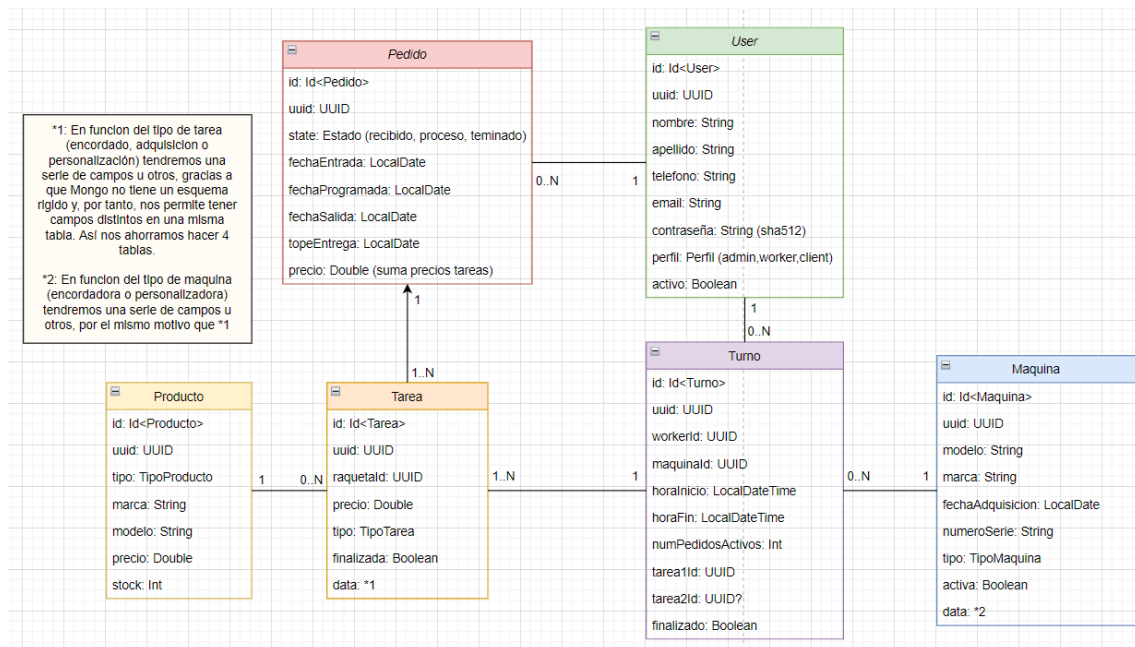 Pedido
id: Id<Pedido>
uuid: UUID
state: Estado (recibido, proceso, teminado)
fechaEntrada: LocalDate
fechaProgramada: LocalDate
fechaSalida: LocalDate
topeEntrega: LocalDate
precio: Double (suma precios tareas)
User
id: Id<User>
uuid: UUID
nombre: String
apellido: String
telefono: String
email: String
contraseña: String (sha512)
perfil: Perfil (admin,worker,client)
activo: Boolean
0..N
1
*1: En funcion del tipo de tarea
(encordado, adquisicion o
personalización) tendremos una
serie de campos u otros, gracias a
que Mongo no tiene un esquema
rigido y, por tanto, nos permite tener
campos distintos en una misma
tabla. Así nos ahorramos hacer 4
tablas.
*2: En funcion del tipo de maquina
(encordadora o personalizadora)
tendremos una serie de campos u
otros, por el mismo motivo que *1
1
1..N
1
0..N
Producto
id: Id<Producto>
uuid: UUID
tipo: TipoProducto
marca: String
modelo: String
precio: Double
stock: Int
1
0..N
Tarea
id: Id<Tarea>
uuid: UUID
raquetaId: UUID
precio: Double
tipo: TipoTarea
finalizada: Boolean
data: *1
1..N
1
Turno
id: Id<Turno>
uuid: UUID
workerId: UUID
maquinaId: UUID
horaInicio: LocalDateTime
horaFin: LocalDateTime
numPedidosActivos: Int
tarea1Id: UUID
tarea2Id: UUID?
finalizado: Boolean
0..N
1
Maquina
id: Id<Maquina>
uuid: UUID
modelo: String
marca: String
fechaAdquisicion: LocalDate
numeroSerie: String
tipo: TipoMaquina
activa: Boolean
data: *2